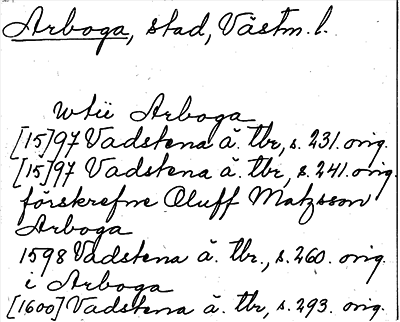 Arboga, stad, Västm. l.
wtii Arboga
[15]97 Vadstena ä. tbr, s. 231. orig.
[15]97 Vadstena ä. tbr, s. 241. orig.
förskrefne Oluff Matzsson
Arboga
1598 Vadstena ä. tbr., s. 260. orig.
i Arboga
[1600] Vadstena ä. tbr, s. 293. orig.